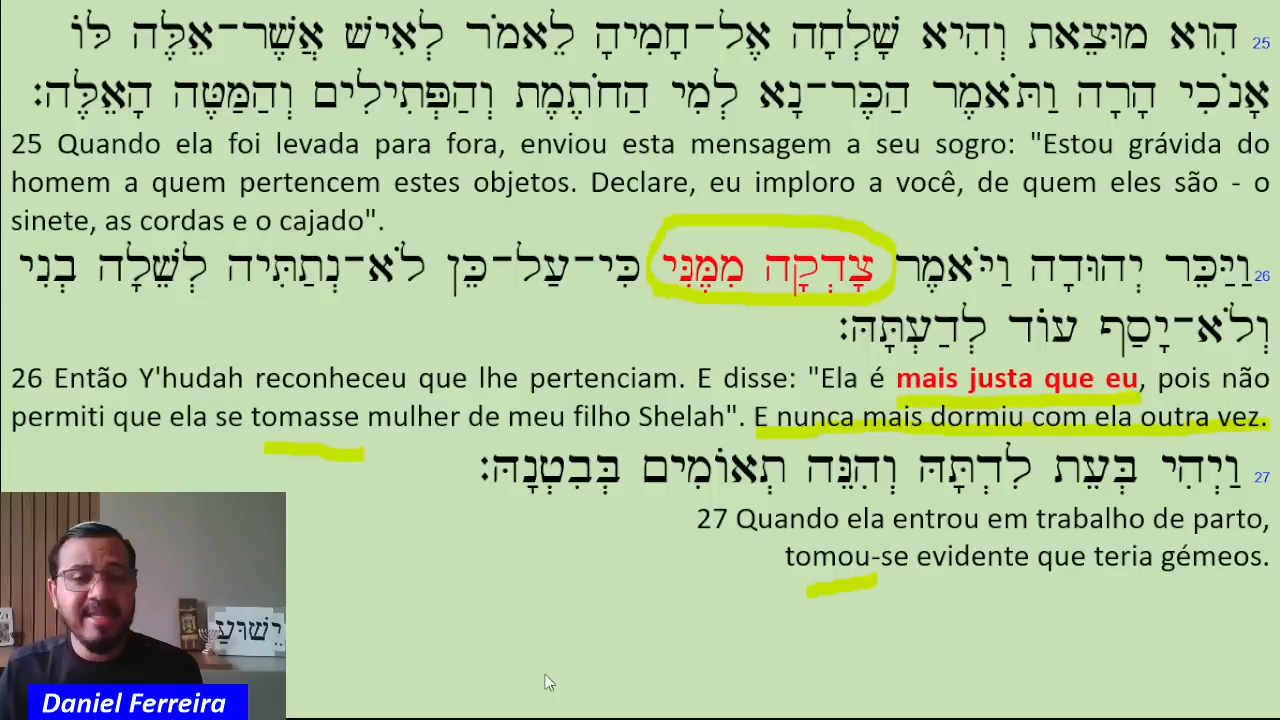 25 הִוא מוּצֵאת וְהִיא שָׁלְחָה אֶל־חָמִיהָ לֵאמֹר לְאִישׁ אֲשֶׁר־אֵלֶּה לּוֹ
אָנֹכִי הָרָה וַתֹּאמֶר הַכֶּר־נָא לְמִי הַחֹתֶמֶת וְהַפְּתִילִים וְהַמַּטֶּה הָאֵלֶּה׃
25 Quando ela foi levada para fora, enviou esta mensagem a seu sogro: "Estou grávida do
homem a quem pertencem estes objetos. Declare, eu imploro a você, de quem eles são - o
sinete, as cordas e o cajado".
26 וַיַּכֵּר יְהוּדָה וַיֹּאמֶר צָדְקָה מִמֶּנִּי כִּי־עַל־כֵּן לֹא־נְתַתִּיהָ לְשֵׁלָה בְנִי
וְלֹא־יָסַף עוֹד לְדַעְתָּהּ׃
26 Então Y'hudah reconheceu que lhe pertenciam. E disse: "Ela é mais justa que eu, pois não
permiti que ela se tomasse mulher de meu filho Shelah". E nunca mais dormiu com ela outra vez.
27 וַיְהִי בְּעֵת לִדְתָּהּ וְהִנֵּה תְאוֹמִים בְּבִטְנָהּ׃
27 Quando ela entrou em trabalho de parto,
tomou-se evidente que teria gémeos.
יֵשׁוּעַ
Daniel Ferreira